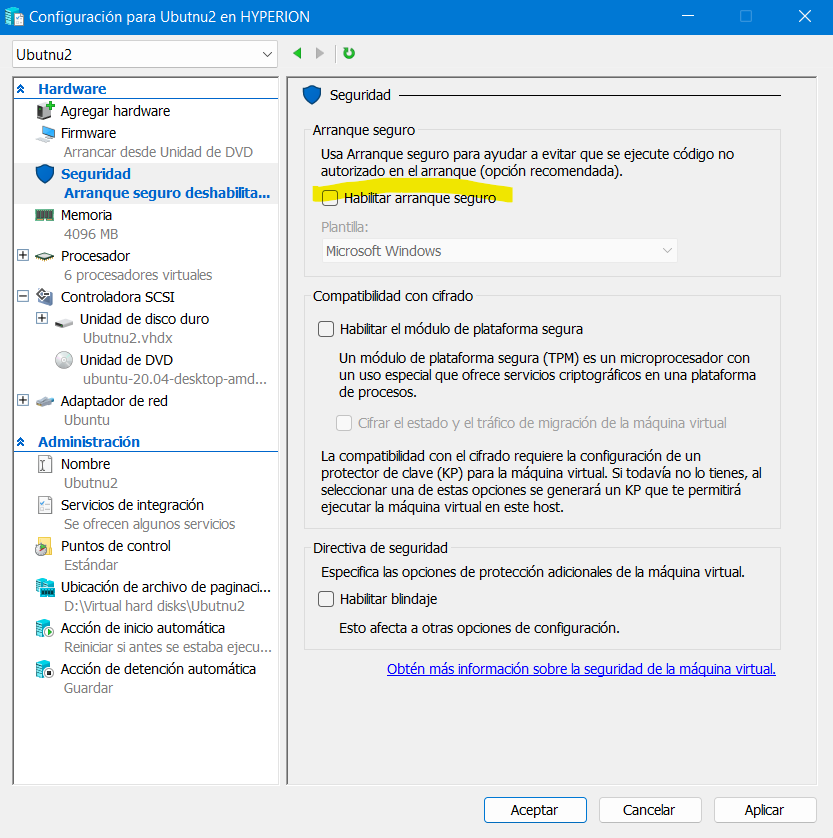 Configuración para Ubutnu2 en HYPERION
Ubutnu2
Hardware
Agregar hardware
Firmware
Arrancar desde Unidad de DVD
Seguridad
Arranque seguro deshabilita...
Memoria
4096 MB
Procesador
6 procesadores virtuales
Controladora SCSI
Unidad de disco duro
Ubutnu2.vhdx
Unidad de DVD
ubuntu-20.04-desktop-amd...
Adaptador de red
Ubuntu
Administración
Nombre
Ubutnu2
Servicios de integración
Se ofrecen algunos servicios
Puntos de control
Estándar
Ubicación de archivo de paginaci...
D:\Virtual hard disks\Ubutnu2
Acción de inicio automática
Reiniciar si antes se estaba ejecu...
Acción de detención automática
Guardar
Seguridad
Arranque seguro
Usa Arranque seguro para ayudar a evitar que se ejecute código no
autorizado en el arranque (opción recomendada).
Habilitar arranque seguro
Plantilla:
Microsoft Windows
Compatibilidad con cifrado
Habilitar el módulo de plataforma segura
Un módulo de plataforma segura (TPM) es un microprocesador con
un uso especial que ofrece servicios criptográficos en una plataforma
de procesos.
Cifrar el estado y el tráfico de migración de la máquina virtual
La compatibilidad con el cifrado requiere la configuración de un
protector de clave (KP) para la máquina virtual. Si todavía no lo tienes, al
seleccionar una de estas opciones se generará un KP que te permitirá
ejecutar la máquina virtual en este host.
Directiva de seguridad
Especifica las opciones de protección adicionales de la máquina virtual.
Habilitar blindaje
Esto afecta a otras opciones de configuración.
Obtén más información sobre la seguridad de la máquina virtual.
Aceptar
Cancelar
Aplicar